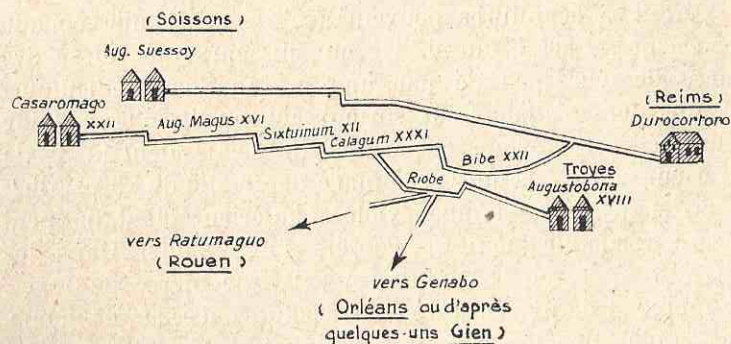 ( Soissons )
Aug. Suessoy
Casaromago
XXII
Aug. Magus XVI
Sixtuinum XII
Calagum XXXI
Bibe XXII
( Reims )
Durocortoro
Riobe
Troyes
Augustobona
XVIII
vers Ratumaguo
( Rouen )
vers Genabo
( Orléans ou d'après
quelques-uns Gien )